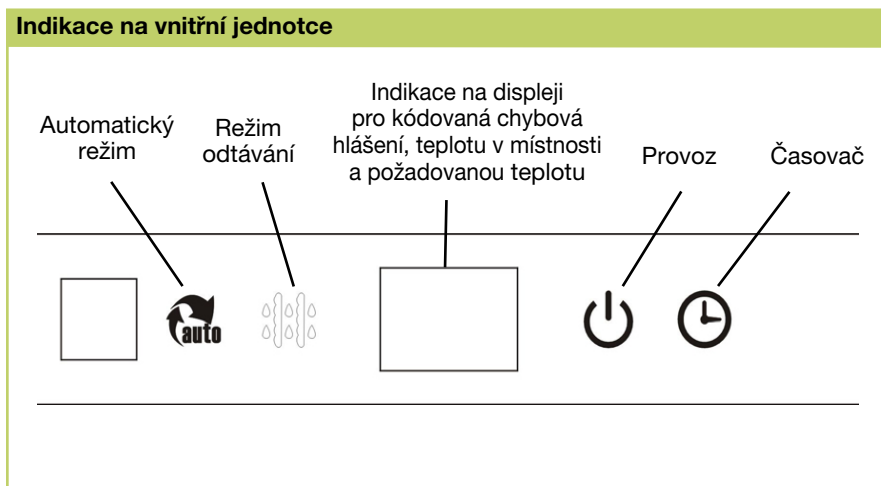 Indikace na vnitřní jednotce
Automatický
režim
Režim
odtávání
Indikace na displeji
pro kódovaná chybová
hlášení, teplotu v místnosti
a požadovanou teplotu
Provoz
Časovač
auto